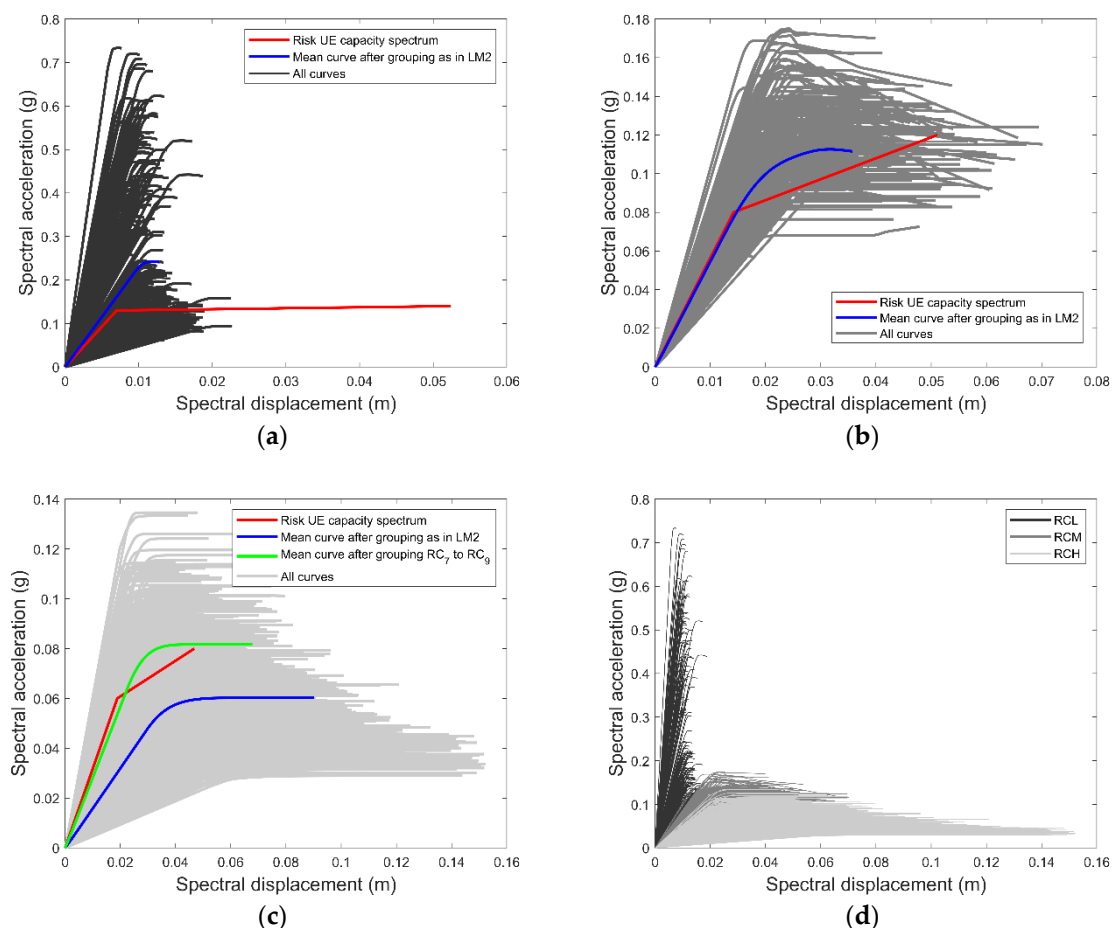 0.8
0.7
0.6
0.5
0.4
0.3
0.2
0.1
0
Spectral acceleration (g)
Risk UE capacity spectrum
Mean curve after grouping as in LM2
All curves
0 0.01 0.02 0.03 0.04 0.05 0.06
Spectral displacement (m)
(a)
0.18
0.16
0.14
0.12
0.10
0.08
0.06
0.04
0.02
0
Spectral acceleration (g)
Risk UE capacity spectrum
Mean curve after grouping as in LM2
All curves
0 0.01 0.02 0.03 0.04 0.05 0.06 0.07 0.08
Spectral displacement (m)
(b)
0.14
0.12
0.10
0.08
0.06
0.04
0.02
0
Spectral acceleration (g)
Risk UE capacity spectrum
Mean curve after grouping as in LM2
Mean curve after grouping RC7 to RC9
All curves
0 0.02 0.04 0.06 0.08 0.1 0.12 0.14 0.16
Spectral displacement (m)
(c)
0.8
0.7
0.6
0.5
0.4
0.3
0.2
0.1
0
Spectral acceleration (g)
RCL
RCM
RCH
0 0.02 0.04 0.06 0.08 0.1 0.12 0.14 0.16
Spectral displacement (m)
(d)